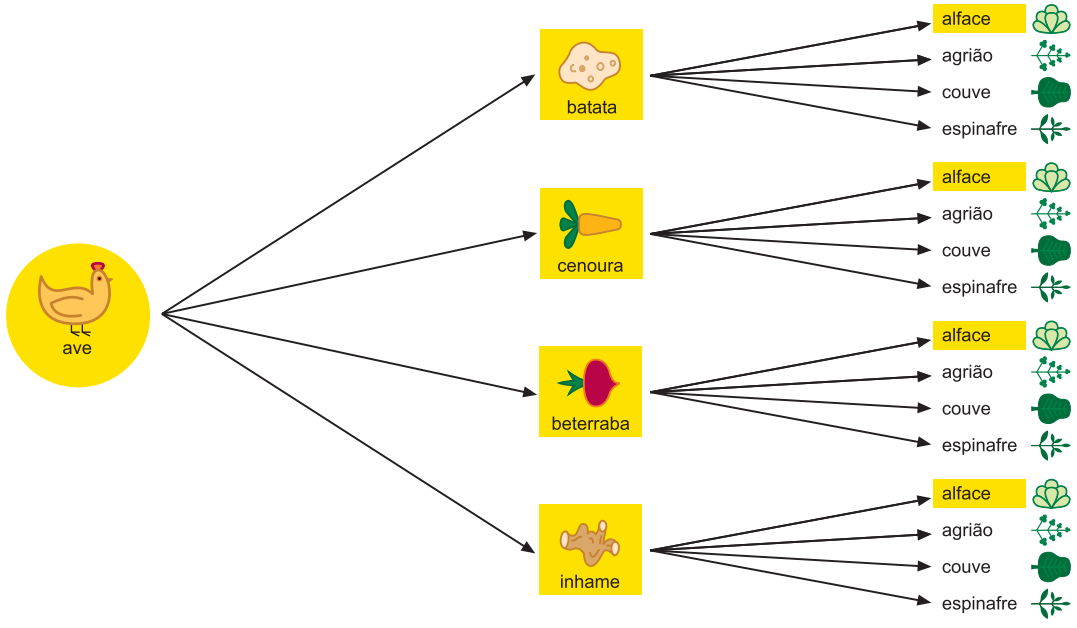 ave
batata
alface
agrião
couve
espinafre
cenoura
alface
agrião
couve
espinafre
beterraba
alface
agrião
couve
espinafre
inhame
alface
agrião
couve
espinafre